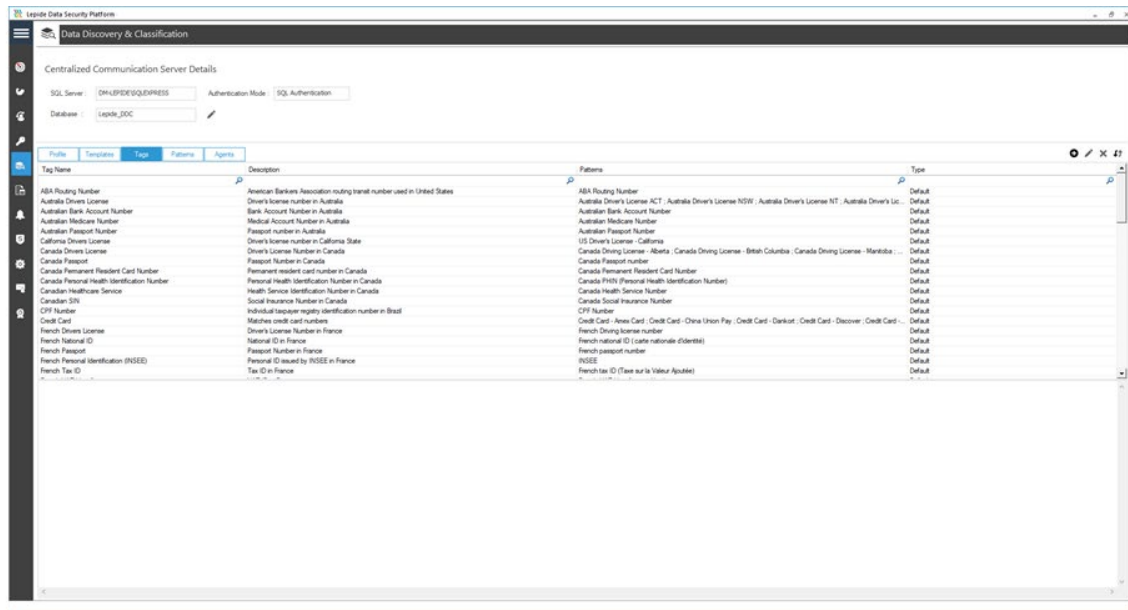 Lepide Data Security Platform
Data Discovery & Classification
Centralized Communication Server Details
SQL Server : DM-LEPIDE\SQLEXPRESS Authentication Mode : SQL Authentication
Database : Lepide_DDC
Profile Templates Tags Patterns Agents
Tag Name Description Patterns Type
ABA Routing Number American Bankers Association routing transit number used in United States ABA Routing Number Default
Australia Drivers License Driver's license number in Australia Australia Driver's License ACT ; Australia Driver's License NSW ; Australia Driver's License NT ; Australia Driver's Lic... Default
Australian Bank Account Number Bank Account Number in Australia Australian Bank Account Number Default
Australian Medicare Number Medical Account Number in Australia Australian Medicare Number Default
Australian Passport Number Passport number in Australia Australian Passport Number Default
California Drivers License Driver's license number in California State US Driver's License - California Default
Canada Drivers License Driver's License Number in Canada Canada Driving License - Alberta ; Canada Driving License - British Columbia ; Canada Driving License - Manitoba ; ... Default
Canada Passport Passport Number in Canada Canada Passport number Default
Canada Permanent Resident Card Number Permanent resident card number in Canada Canada Permanent Resident Card Number Default
Canada Personal Health Identification Number Personal Health Identification Number in Canada Canada PHIN (Personal Health Identification Number) Default
Canadian Healthcare Service Health Service Identification Number in Canada Canada Health Service Number Default
Canadian SIN Social Insurance Number in Canada Canada Social Insurance Number Default
CPF Number Individual taxpayer registry identification number in Brazil CPF Number Default
Credit Card Matches credit card numbers Credit Card - Amex Card ; Credit Card - China Union Pay ; Credit Card - Dankort ; Credit Card - Discover ; Credit Card -... Default
French Drivers License Driver's License Number in France French Driving license number Default
French National ID National ID in France French national ID ( carte nationale d'identité) Default
French Passport Passport Number in France French passport number Default
French Personal Identification (INSEE) Personal ID issued by INSEE in France INSEE Default
French Tax ID Tax ID in France French tax ID (Taxe sur la Valeur Ajoutée) Default